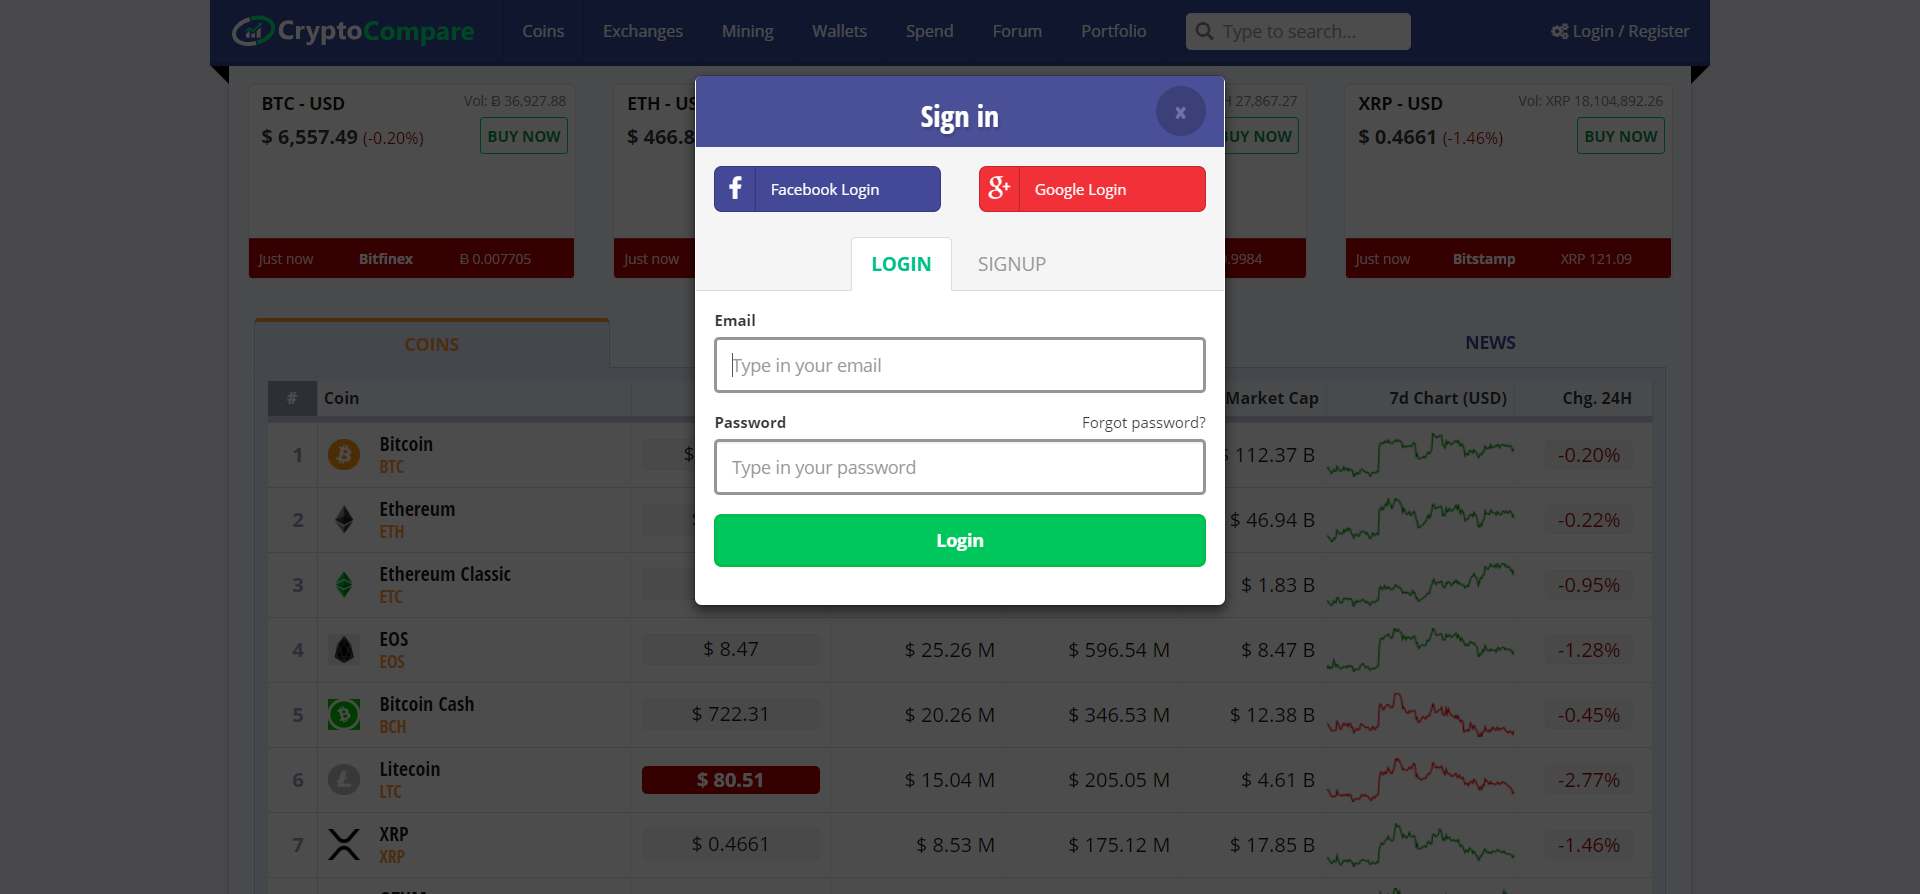 CryptoCompare
Coins
Exchanges
Mining
Wallets
Spend
Forum
Portfolio
Type to search...
Login / Register
BTC - USD
Vol: Ƀ 36,927.88
$ 6,557.49 (-0.20%)
BUY NOW
Just now
Bitfinex
Ƀ 0.007705
ETH - US
27,867.27
$ 466.8
BUY NOW
Just now
.9984
XRP - USD
Vol: XRP 18,104,892.26
$ 0.4661 (-1.46%)
BUY NOW
Just now
Bitstamp
XRP 121.09
Sign in
x
Facebook Login
Google Login
LOGIN
SIGNUP
Email
Type in your email
Password
Forgot password?
Type in your password
Login
COINS
NEWS
#
Coin
Market Cap
7d Chart (USD)
Chg. 24H
1
Bitcoin
BTC
$
$ 112.37 B
-0.20%
2
Ethereum
ETH
$ 46.94 B
-0.22%
3
Ethereum Classic
ETC
$ 1.83 B
-0.95%
4
EOS
EOS
$ 8.47
$ 25.26 M
$ 596.54 M
$ 8.47 B
-1.28%
5
Bitcoin Cash
BCH
$ 722.31
$ 20.26 M
$ 346.53 M
$ 12.38 B
-0.45%
6
Litecoin
LTC
$ 80.51
$ 15.04 M
$ 205.05 M
$ 4.61 B
-2.77%
7
XRP
XRP
$ 0.4661
$ 8.53 M
$ 175.12 M
$ 17.85 B
-1.46%